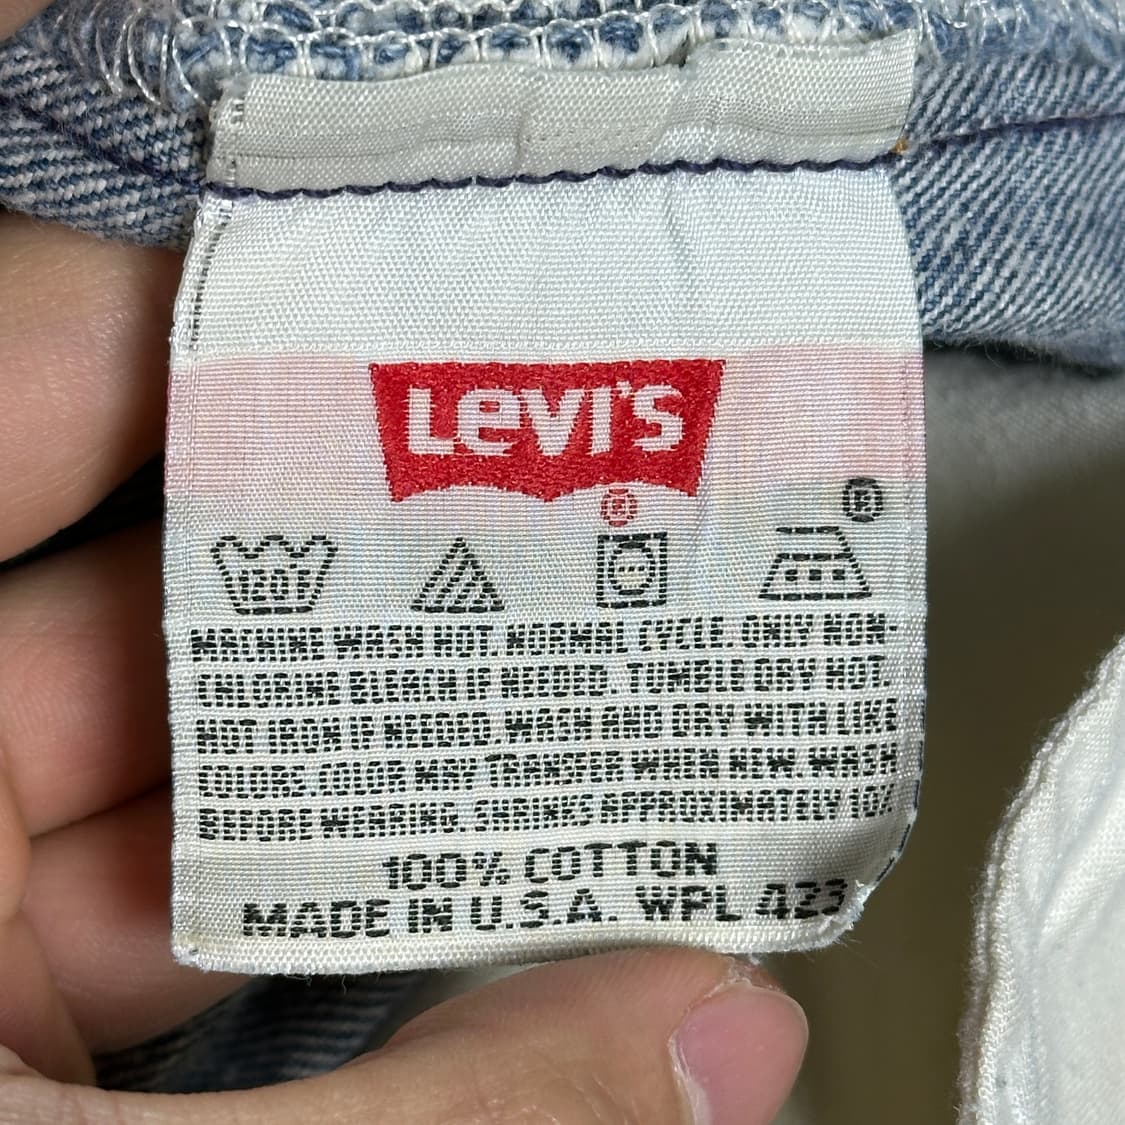 LEVI'S
®
®
120°F
MACHINE WASH HOT. NORMAL CYCLE. ONLY NON-
CHLORINE BLEACH IF NEEDED. TUMBLE DRY HOT.
HOT IRON IF NEEDED. WASH AND DRY WITH LIKE
COLORS. COLOR MAY TRANSFER WHEN NEW. WASH
BEFORE WEARING. SHRINKS APPROXIMATELY 10%
100% COTTON
MADE IN U.S.A. WPL 423